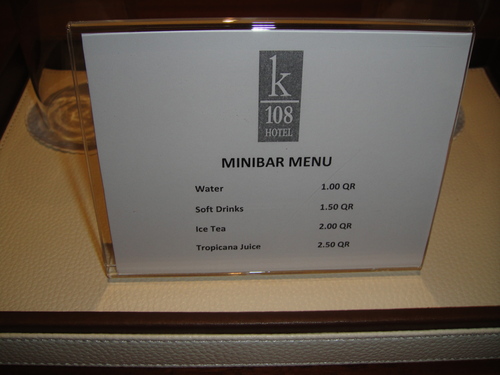 k
108
HOTEL
MINIBAR MENU
Water 1.00 QR
Soft Drinks 1.50 QR
Ice Tea 2.00 QR
Tropicana Juice 2.50 QR